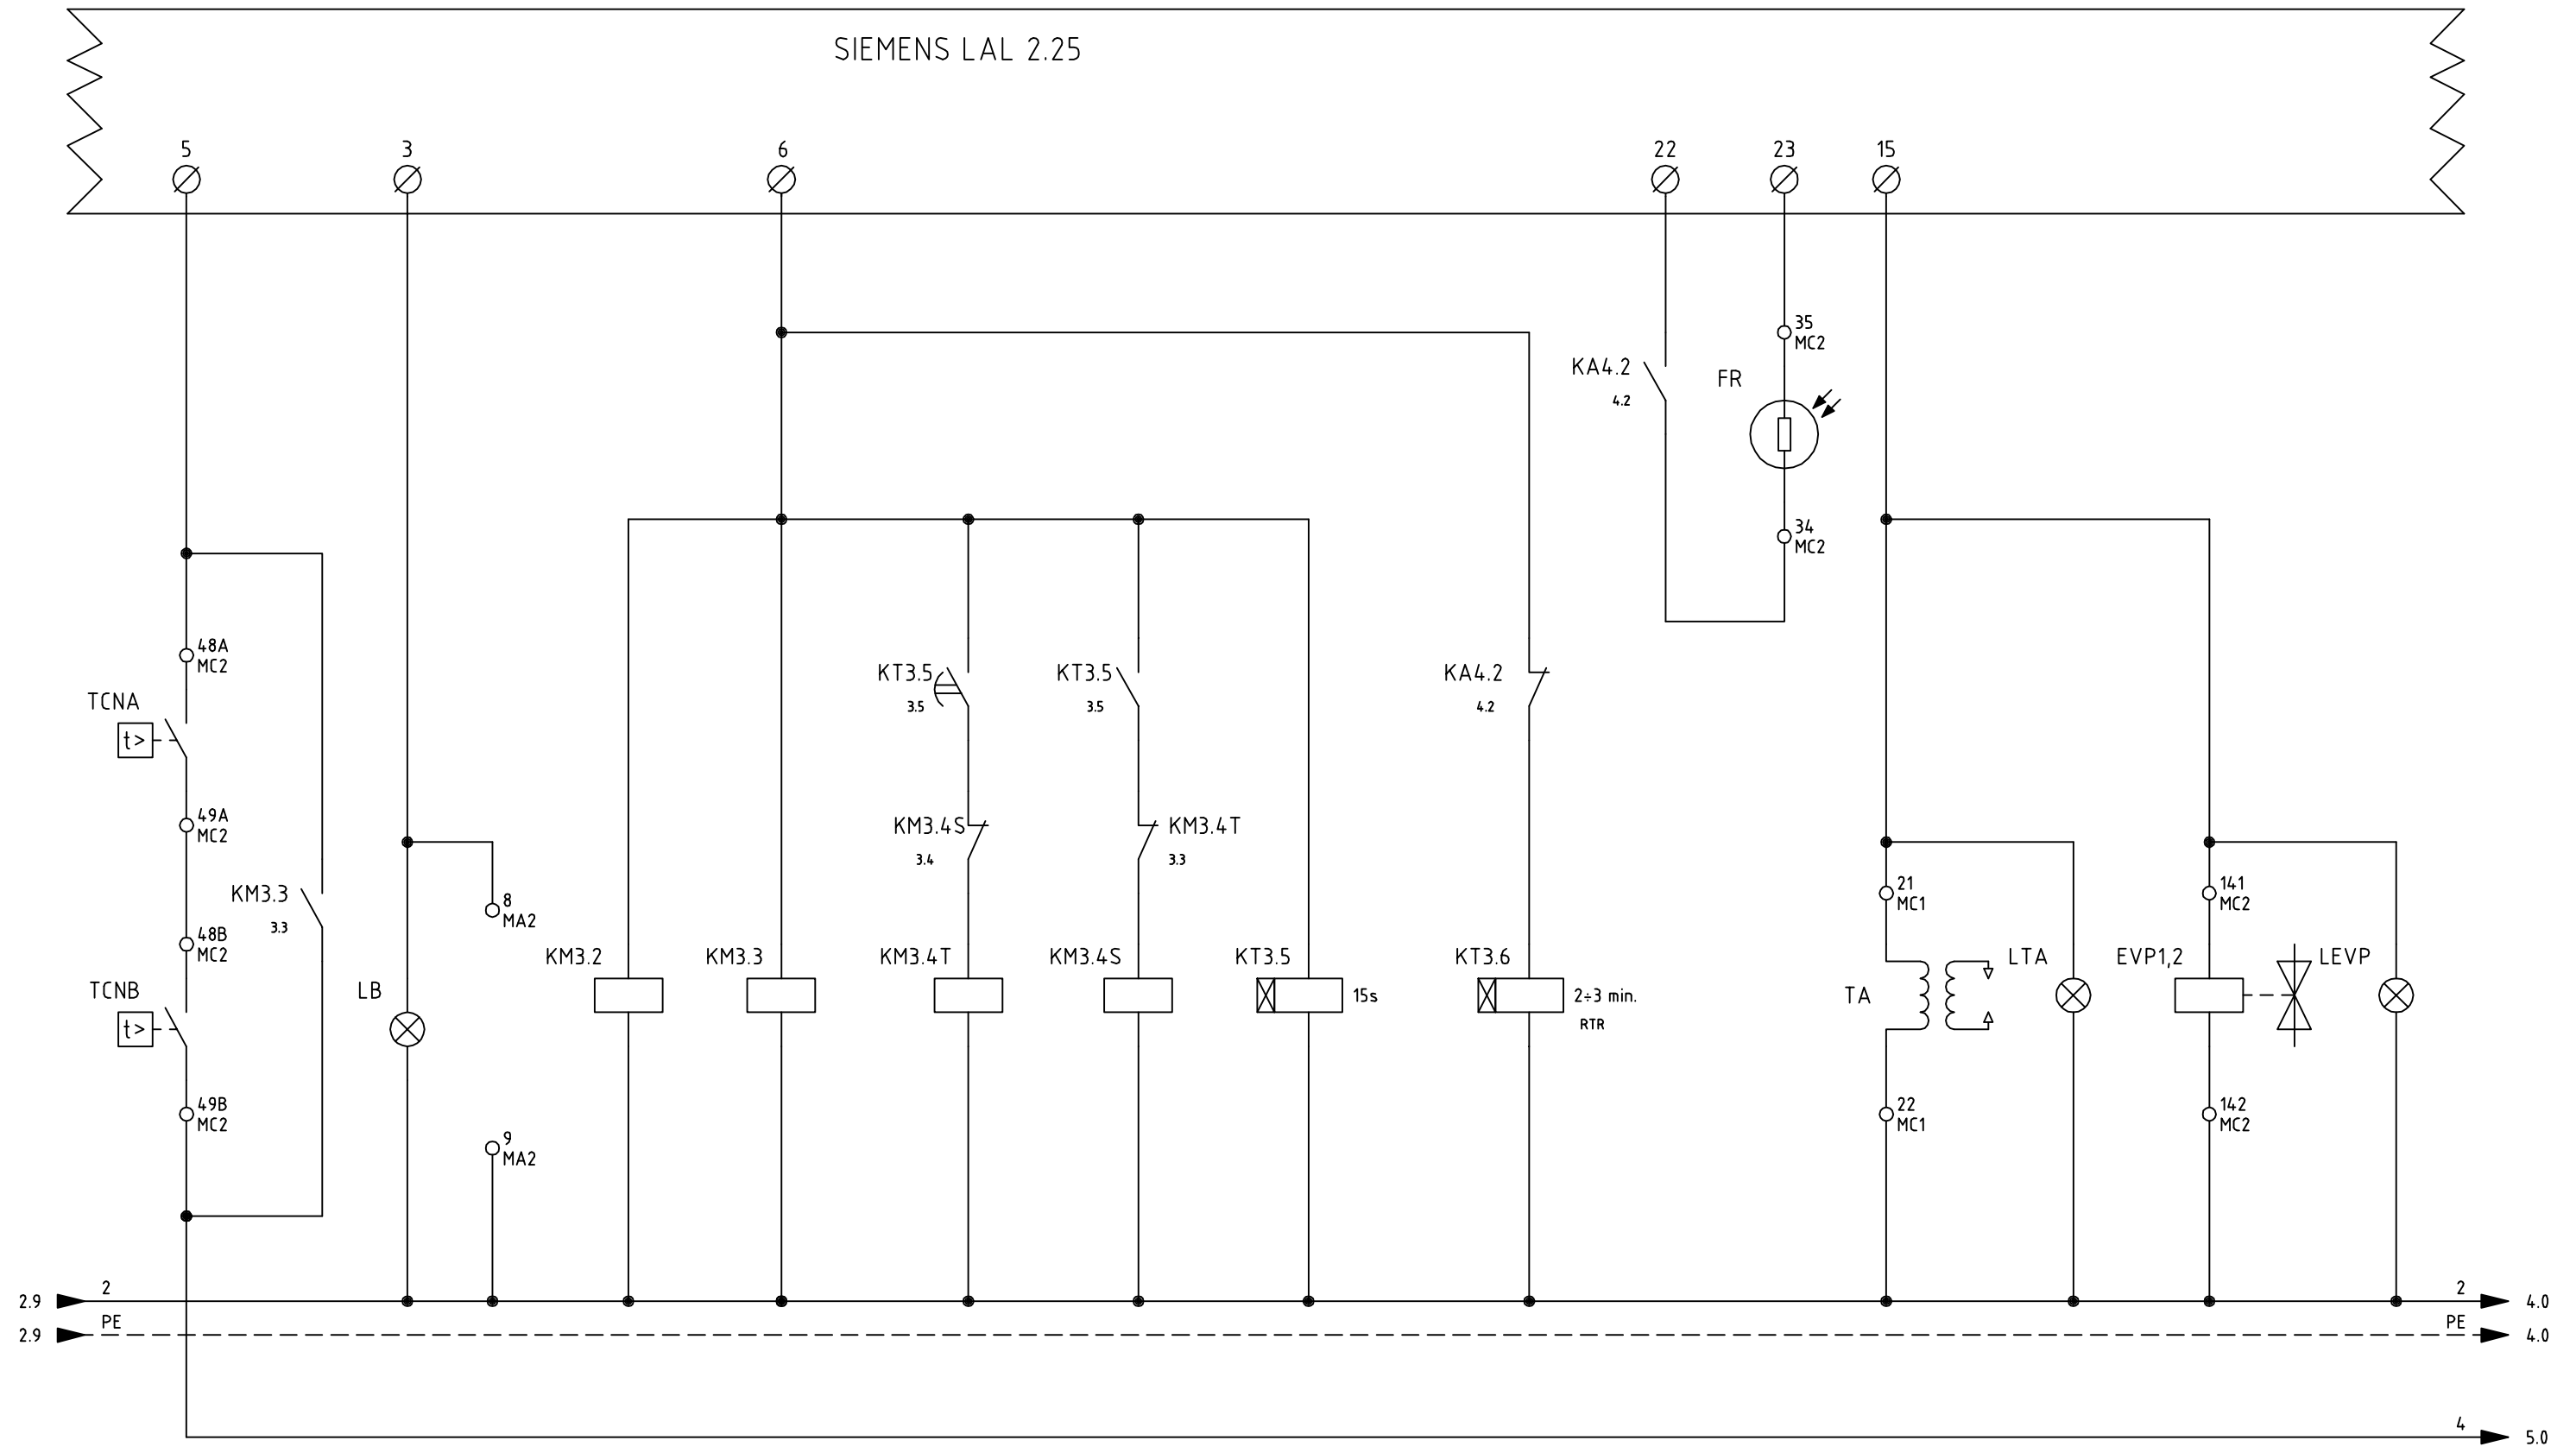 SIEMENS LAL 2.25
5 3 6 22 23 15
35
MC2
KA4.2
4.2
FR
34
MC2
48A
MC2
TCNA
t>
49A
MC2
KM3.3
3.3
48B
MC2
TCNB
t>
49B
MC2
LB
8
MA2
9
MA2
KT3.5
3.5
KT3.5
3.5
KA4.2
4.2
KM3.4S
3.4
KM3.4T
3.3
KM3.2
KM3.3
KM3.4T
KM3.4S
KT3.5
15s
KT3.6
2÷3 min.
RTR
21
MC1
TA
22
MC1
LTA
141
MC2
EVP1,2
142
MC2
LEVP
2.9 2 2 4.0
2.9 PE PE 4.0
4 5.0